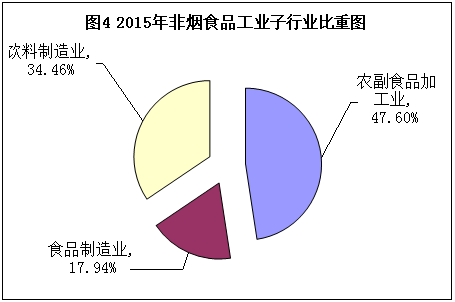 图4 2015年非烟食品工业子行业比重图
饮料制造业,
34.46%
农副食品加
工业,
47.60%
食品制造业,
17.94%